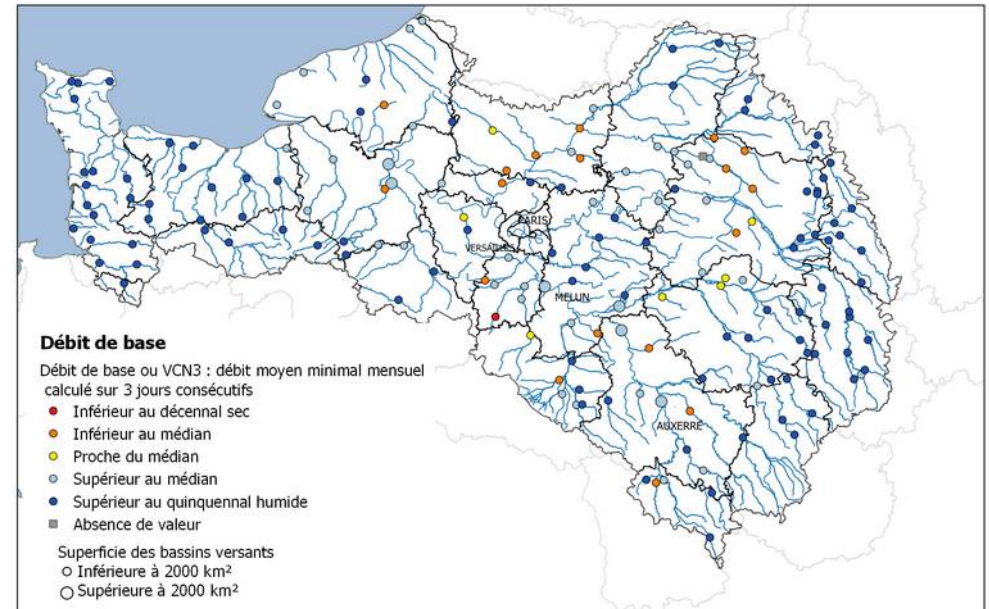 PARIS
VERSAILLES
MELUN
AUXERRE
Débit de base
Débit de base ou VCN3 : débit moyen minimal mensuel
calculé sur 3 jours consécutifs
Inférieur au décennal sec
Inférieur au médian
Proche du médian
Supérieur au médian
Supérieur au quinquennal humide
Absence de valeur
Superficie des bassins versants
Inférieure à 2000 km²
Supérieure à 2000 km²